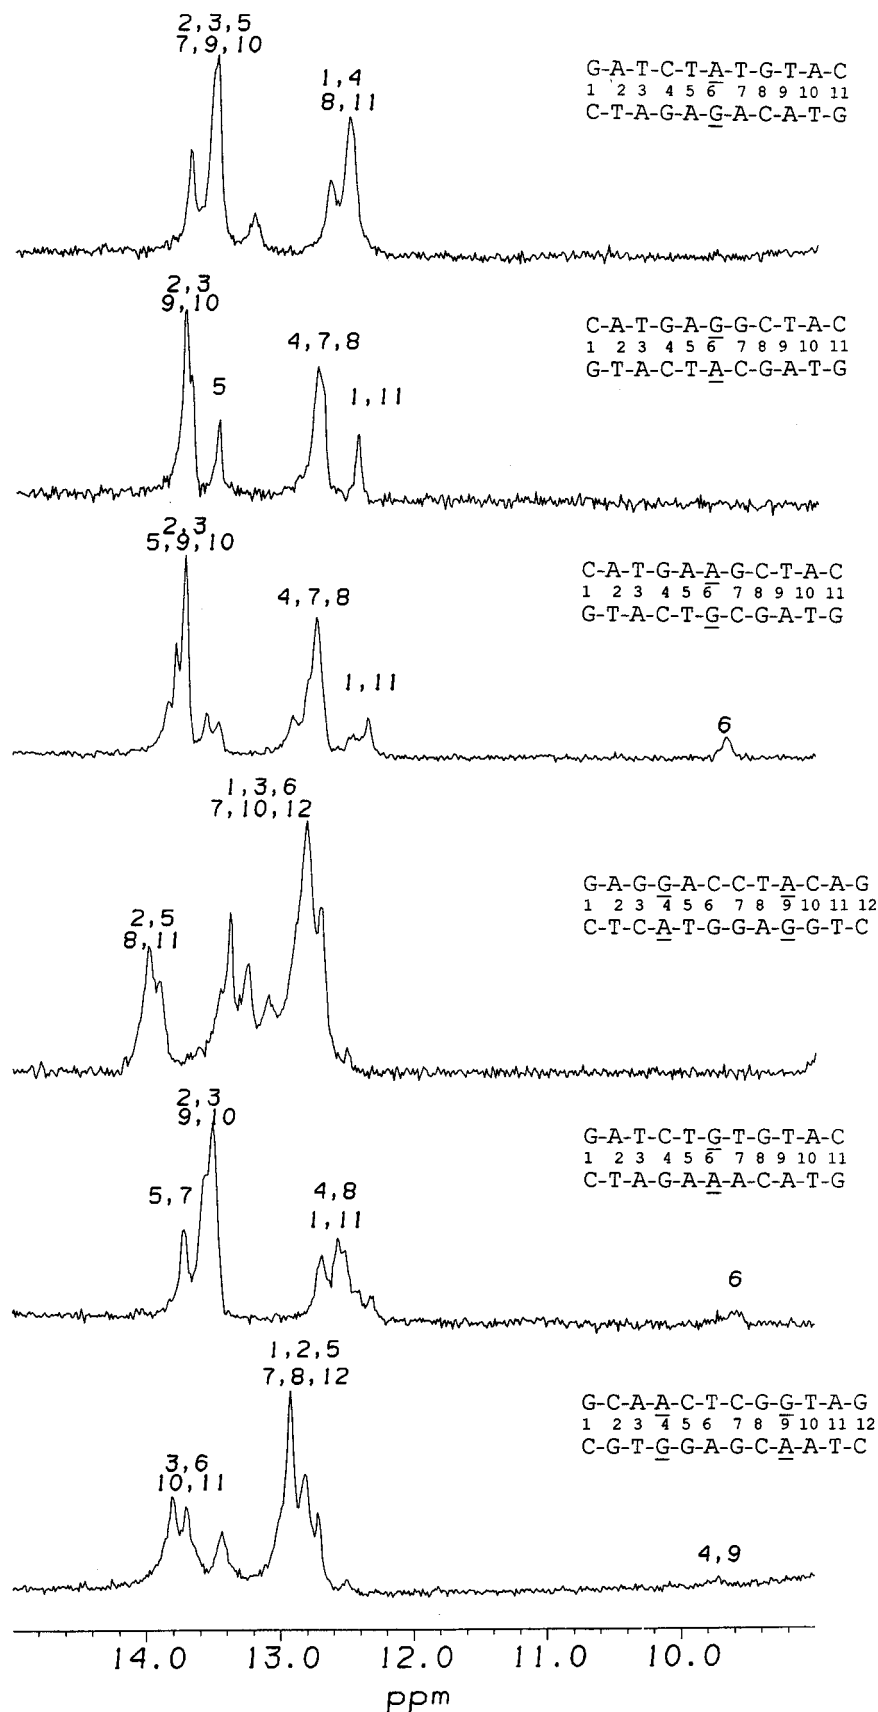 2,3,5
7,9,10
1,4
8,11
G-A-T-C-T-A-T-G-T-A-C
1 2 3 4 5 6 7 8 9 10 11
C-T-A-G-A-G-A-C-A-T-G
2,3
9,10
5
4,7,8
1,11
C-A-T-G-A-G-G-C-T-A-C
1 2 3 4 5 6 7 8 9 10 11
G-T-A-C-T-A-C-G-A-T-G
2,3
5,9,10
4,7,8
1,11
6
C-A-T-G-A-A-G-C-T-A-C
1 2 3 4 5 6 7 8 9 10 11
G-T-A-C-T-G-C-G-A-T-G
1,3,6
7,10,12
2,5
8,11
G-A-G-G-A-C-C-T-A-C-A-G
1 2 3 4 5 6 7 8 9 10 11 12
C-T-C-A-T-G-G-A-G-G-T-C
2,3
9,10
5,7
4,8
1,11
6
G-A-T-C-T-G-T-G-T-A-C
1 2 3 4 5 6 7 8 9 10 11
C-T-A-G-A-A-A-C-A-T-G
1,2,5
7,8,12
3,6
10,11
4,9
G-C-A-A-C-T-C-G-G-T-A-G
1 2 3 4 5 6 7 8 9 10 11 12
C-G-T-G-G-A-G-C-A-A-T-C
14.0 13.0 12.0 11.0 10.0
ppm